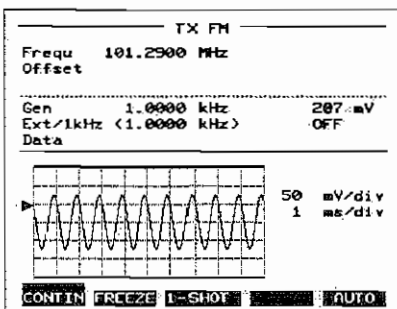 TX FM
Frequ 101.2900 MHz
Offset
Gen 1.0000 kHz 207 mV
Ext/1kHz (1.0000 kHz) OFF
Data
50 mV/div
1 ms/div
CONTIN FREEZE 1-SHOT AUTO